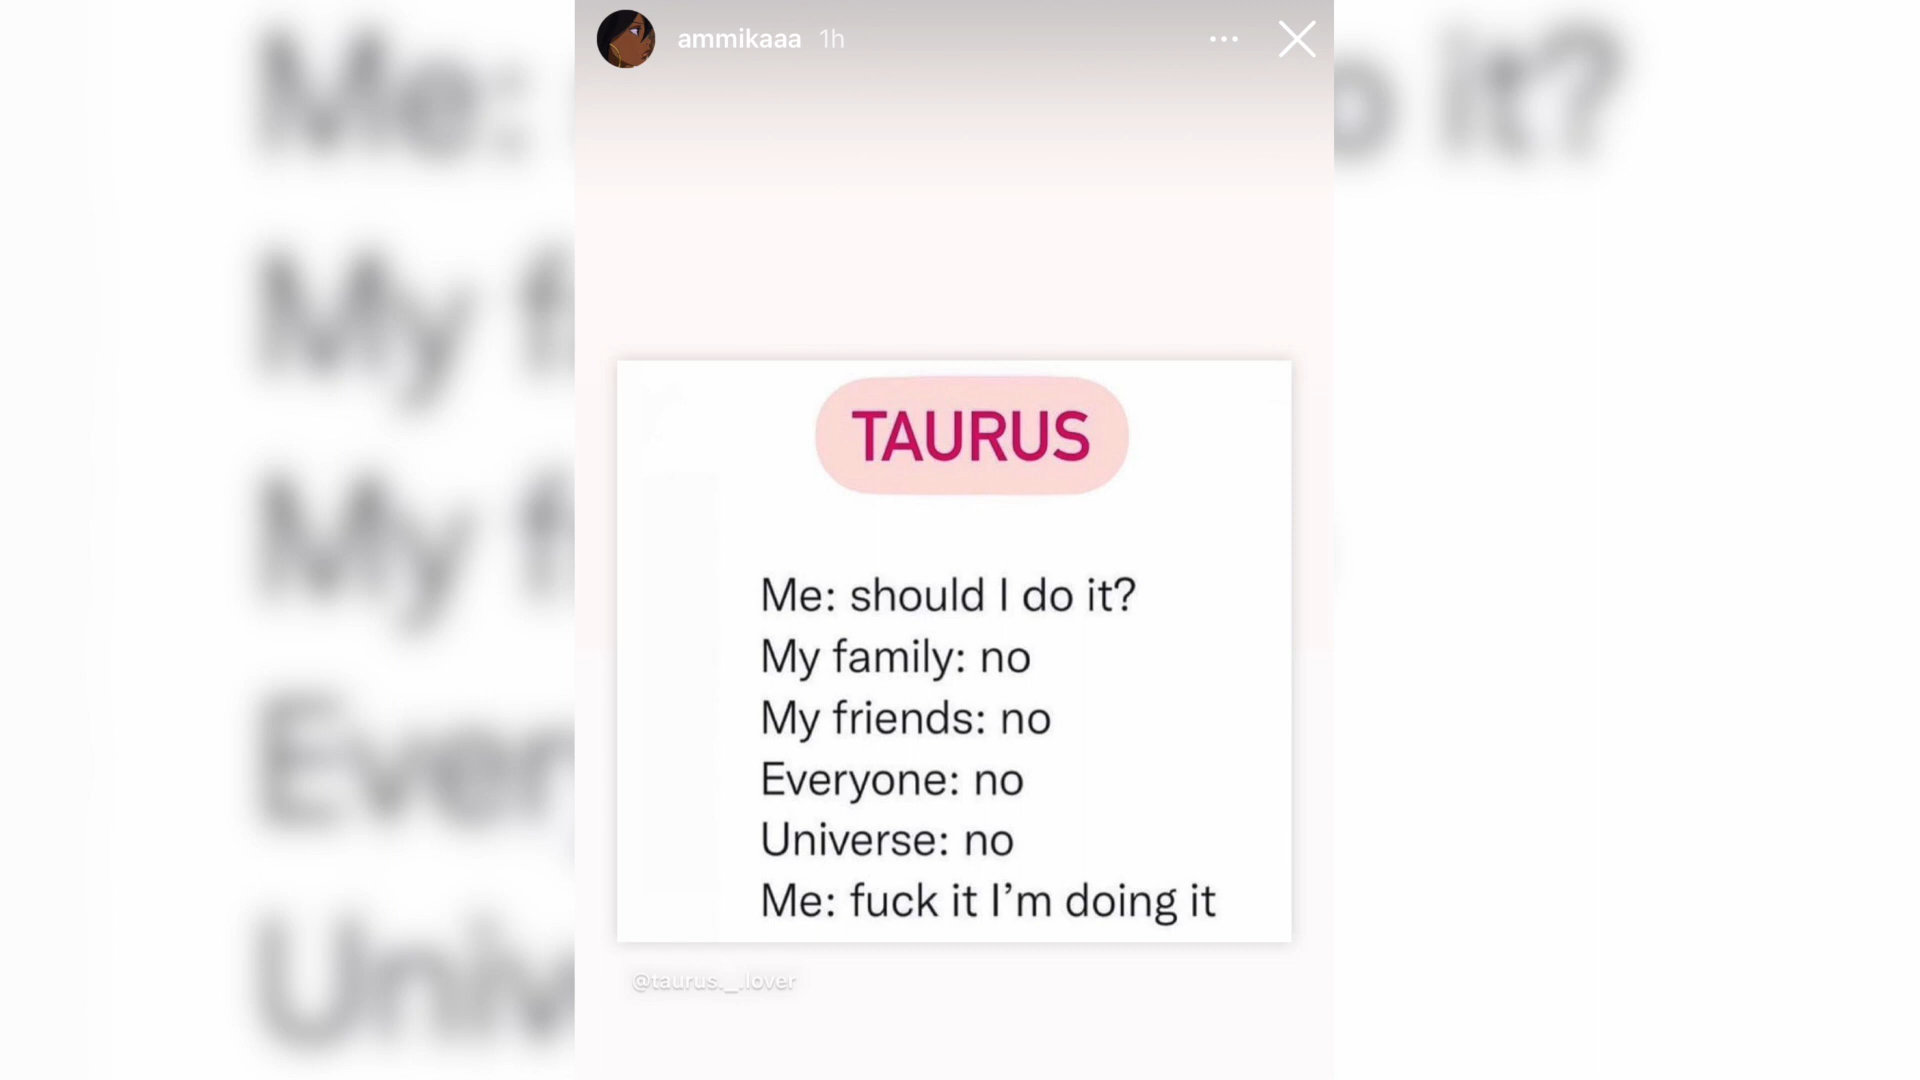 ammikaaa 1h
TAURUS
Me: should I do it?
My family: no
My friends: no
Everyone: no
Universe: no
Me: fuck it I’m doing it
@taurus._.lover